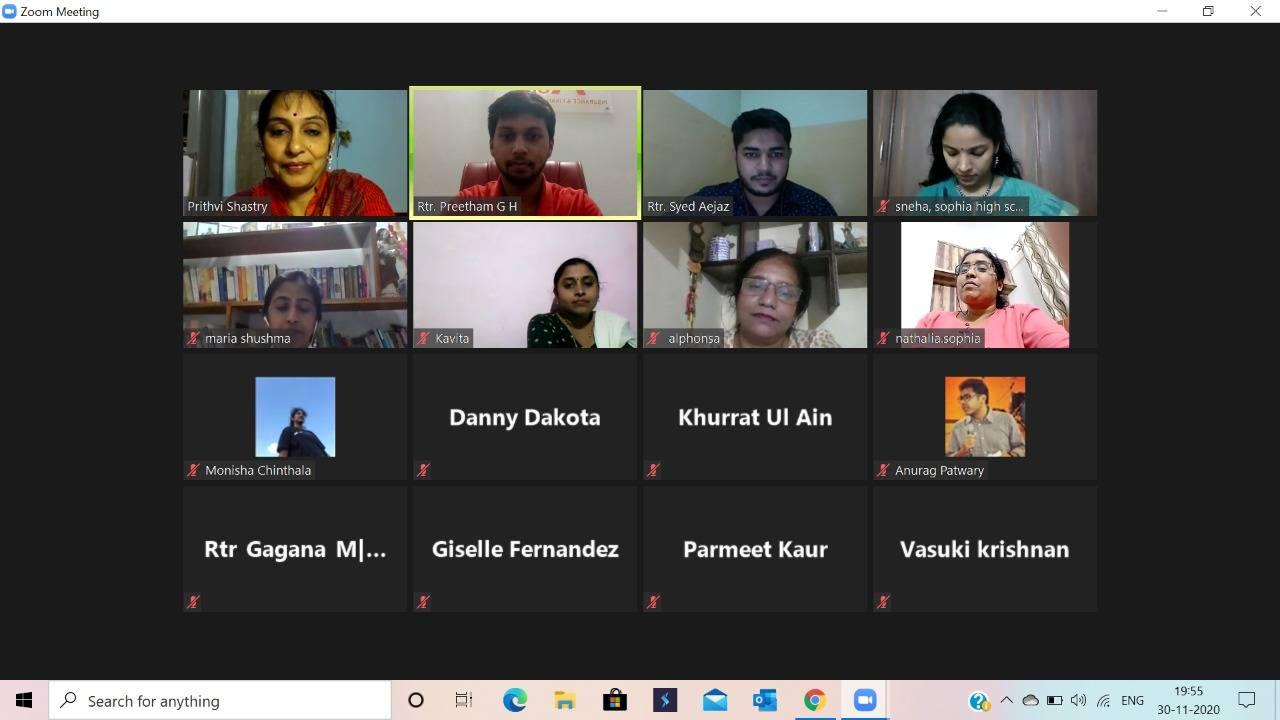 Zoom Meeting
Prithvi Shastry
Rtr. Preetham G H
Rtr. Syed Aejaz
sneha, sophia high sc...
maria shushma
Kavita
alphonsa
nathalia.sophia
Monisha Chinthala
Danny Dakota
Khurrat Ul Ain
Anurag Patwary
Rtr Gagana M|...
Giselle Fernandez
Parmeet Kaur
Vasuki krishnan
Search for anything
ENG
19:55
30-11-2020